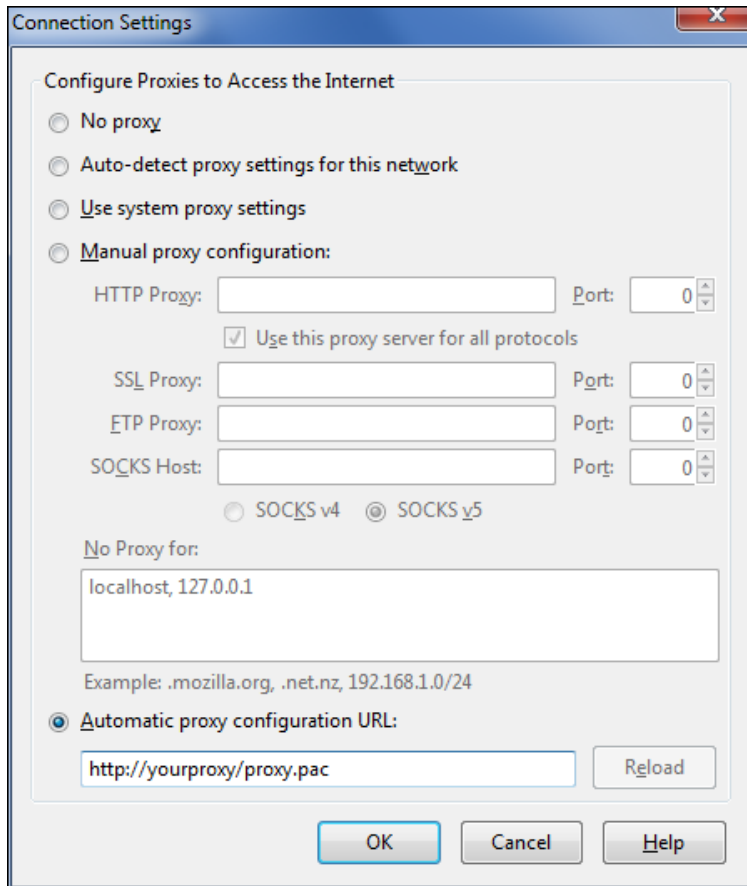 Connection Settings
Configure Proxies to Access the Internet
No proxy
Auto-detect proxy settings for this network
Use system proxy settings
Manual proxy configuration:
HTTP Proxy: Port: 0
Use this proxy server for all protocols
SSL Proxy: Port: 0
FTP Proxy: Port: 0
SOCKS Host: Port: 0
SOCKS v4 SOCKS v5
No Proxy for:
localhost, 127.0.0.1
Example: .mozilla.org, .net.nz, 192.168.1.0/24
Automatic proxy configuration URL:
http://yourproxy/proxy.pac Reload
OK Cancel Help